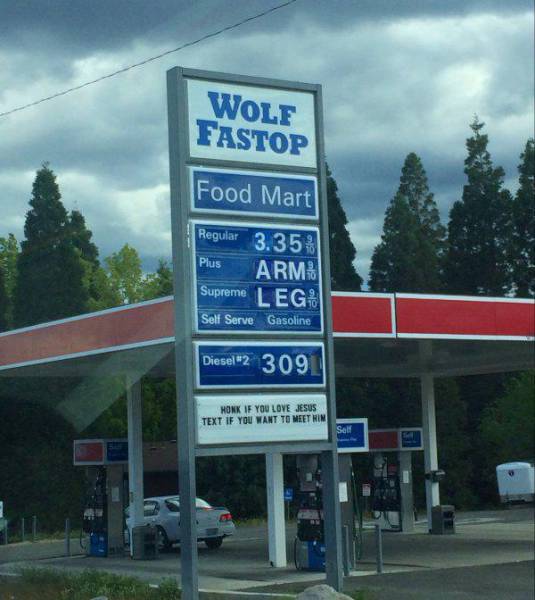 WOLF
FASTOP
Food Mart
Regular 3.35 9/10
Plus ARM 9/10
Supreme LEG 9/10
Self Serve Gasoline
Diesel#2 309
HONK IF YOU LOVE JESUS
TEXT IF YOU WANT TO MEET HIM
Self
Self